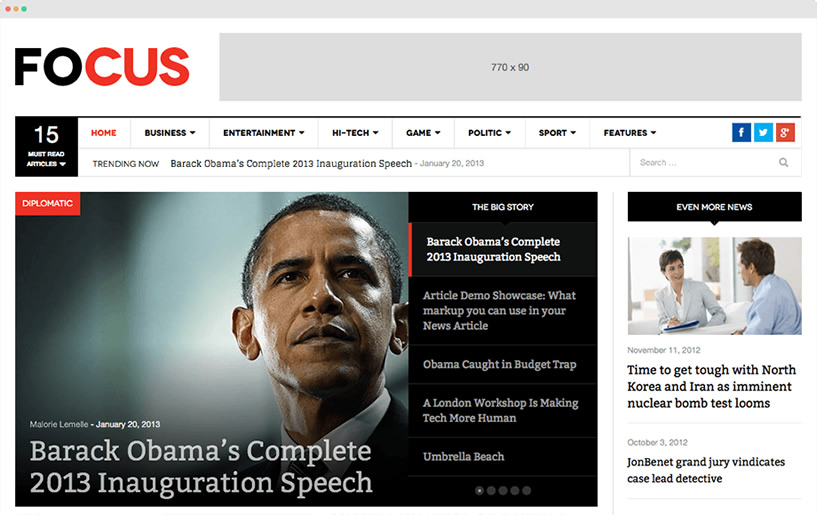 FOCUS
770 x 90
15
MUST READ
ARTICLES
HOME
BUSINESS
ENTERTAINMENT
HI-TECH
GAME
POLITIC
SPORT
FEATURES
f
g+
TRENDING NOW
Barack Obama's Complete 2013 Inauguration Speech - January 20, 2013
Search ...
DIPLOMATIC
Malorie Lemelle - January 20, 2013
Barack Obama's Complete
2013 Inauguration Speech
THE BIG STORY
Barack Obama's Complete
2013 Inauguration Speech
Article Demo Showcase: What
markup you can use in your
News Article
Obama Caught in Budget Trap
A London Workshop Is Making
Tech More Human
Umbrella Beach
EVEN MORE NEWS
November 11, 2012
Time to get tough with North
Korea and Iran as imminent
nuclear bomb test looms
October 3, 2012
JonBenet grand jury vindicates
case lead detective